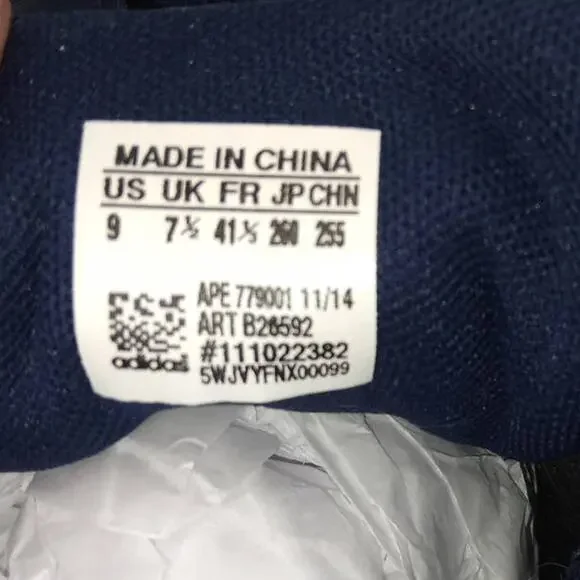 MADE IN CHINA
US UK FR JP CHN
9 7½ 41⅓ 260 255
APE 779001 11/14
ART B26592
#111022382
5WJVYFNX00099
adidas